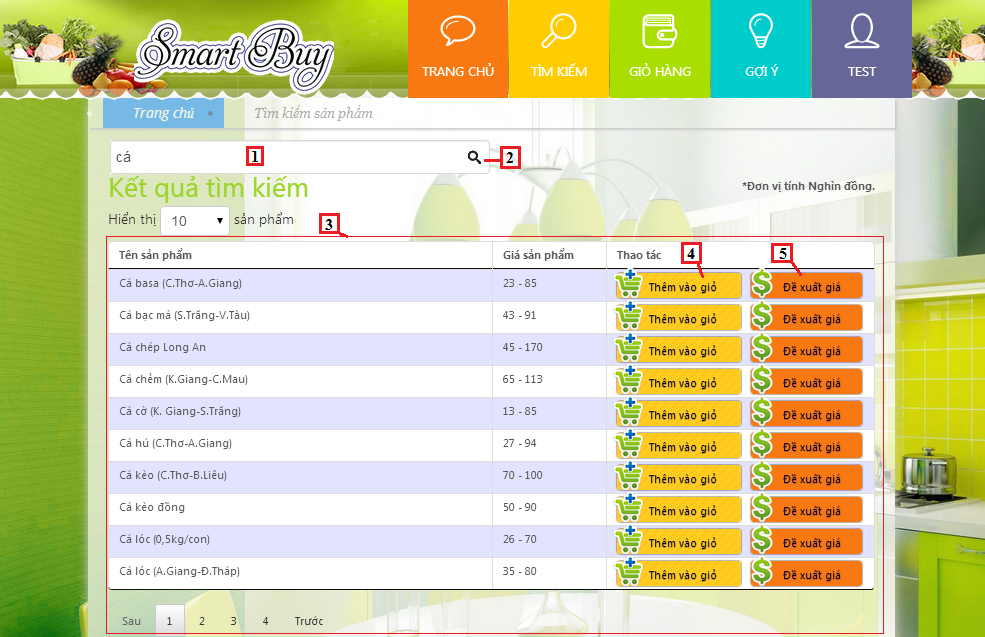 Smart Buy
TRANG CHỦ TÌM KIẾM GIỎ HÀNG GỢI Ý TEST
Trang chủ Tìm kiếm sản phẩm
cá 1 2
Kết quả tìm kiếm
*Đơn vị tính Nghìn đồng.
Hiển thị 10 sản phẩm 3
Tên sản phẩm Giá sản phẩm Thao tác 4 5
Cá basa (C.Thơ-A.Giang) 23 - 85 Thêm vào giỏ Đề xuất giá
Cá bạc má (S.Trăng-V.Tàu) 43 - 91 Thêm vào giỏ Đề xuất giá
Cá chép Long An 45 - 170 Thêm vào giỏ Đề xuất giá
Cá chẻm (K.Giang-C.Mau) 65 - 113 Thêm vào giỏ Đề xuất giá
Cá cờ (K. Giang-S.Trăng) 13 - 85 Thêm vào giỏ Đề xuất giá
Cá hú (C.Thơ-A.Giang) 27 - 94 Thêm vào giỏ Đề xuất giá
Cá kèo (C.Thơ-B.Liêu) 70 - 100 Thêm vào giỏ Đề xuất giá
Cá kèo đồng 50 - 90 Thêm vào giỏ Đề xuất giá
Cá lóc (0,5kg/con) 26 - 70 Thêm vào giỏ Đề xuất giá
Cá lóc (A.Giang-Đ.Tháp) 35 - 80 Thêm vào giỏ Đề xuất giá
Sau 1 2 3 4 Trước